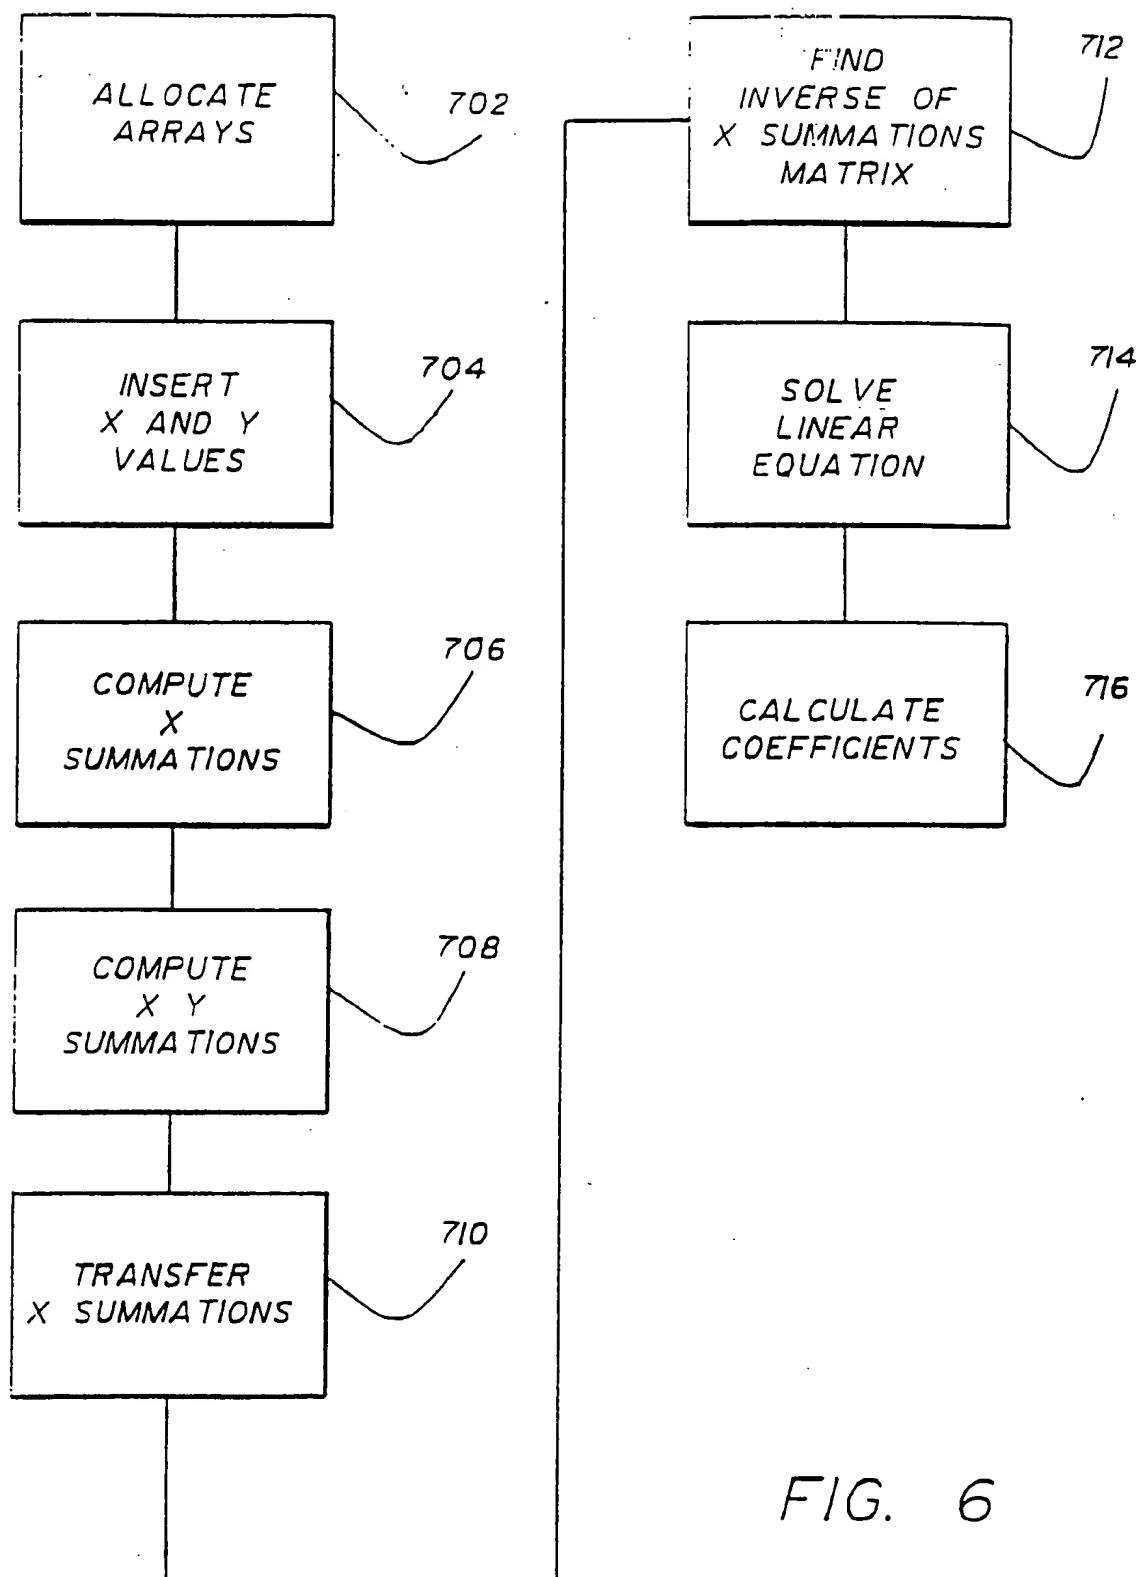 ALLOCATE
ARRAYS
702
INSERT
X AND Y
VALUES
704
COMPUTE
X
SUMMATIONS
706
COMPUTE
X Y
SUMMATIONS
708
TRANSFER
X SUMMATIONS
710
FIND
INVERSE OF
X SUMMATIONS
MATRIX
712
SOLVE
LINEAR
EQUATION
714
CALCULATE
COEFFICIENTS
716
FIG. 6